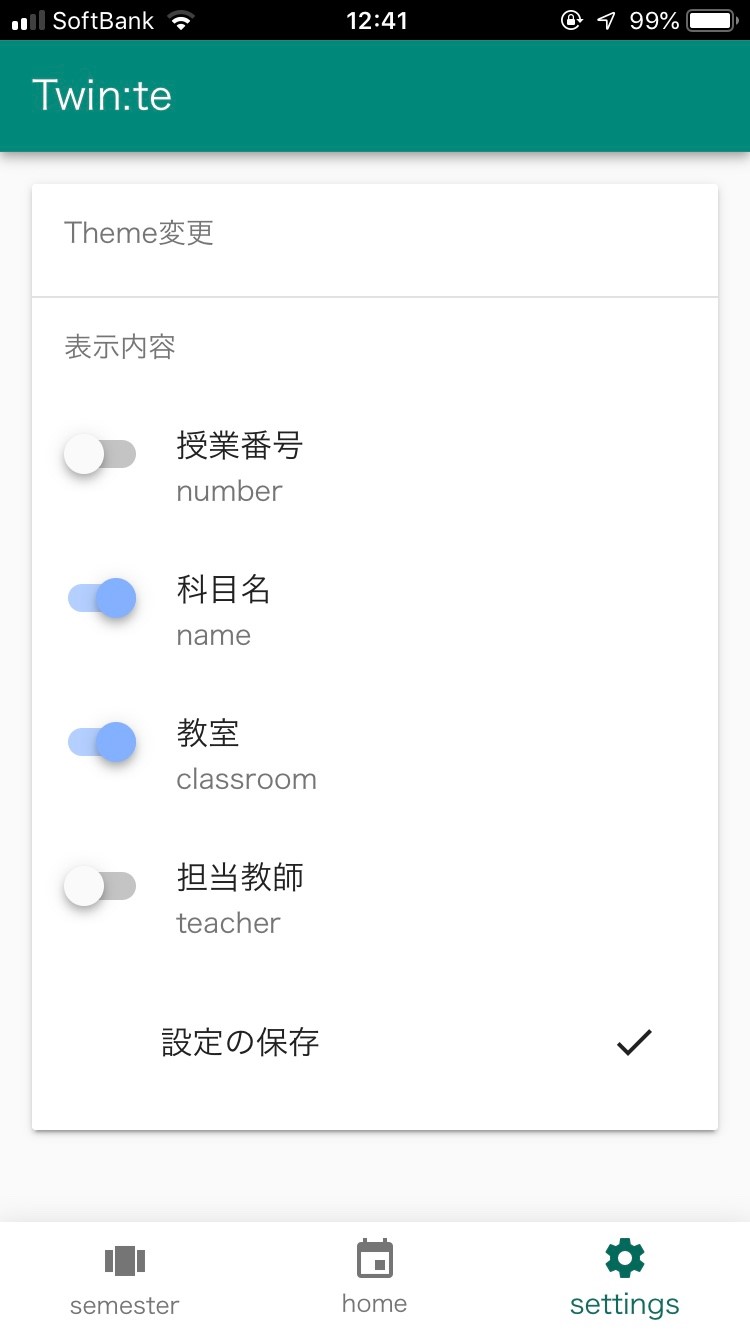 SoftBank 12:41 99%
Twin:te
Theme変更
表示内容
授業番号
number
科目名
name
教室
classroom
担当教師
teacher
設定の保存
semester home settings